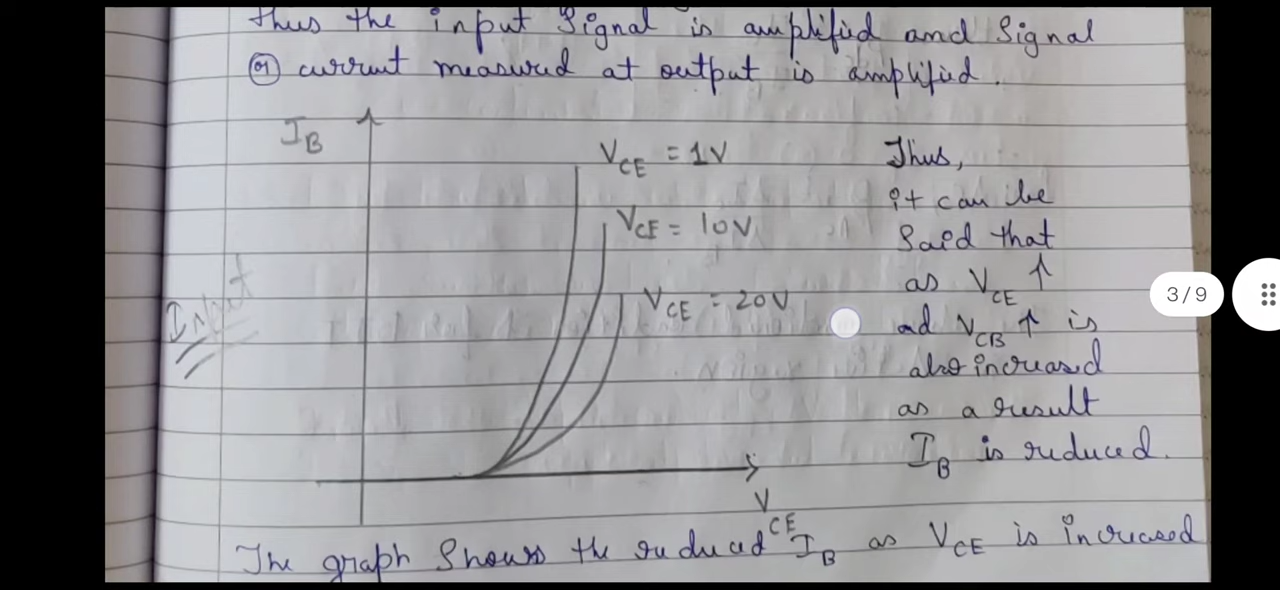 thus the input Signal is amplified and Signal
or current measured at output is amplified.
IB
VCE = 1V
VCE = 10V
VCE = 20V
Input
Thus,
it can be
Said that
as VCE ↑
ad VCB ↑ is
also increased
as a result
IB is reduced.
3/9
VCE
The graph Shows the reduced IB as VCE is increased